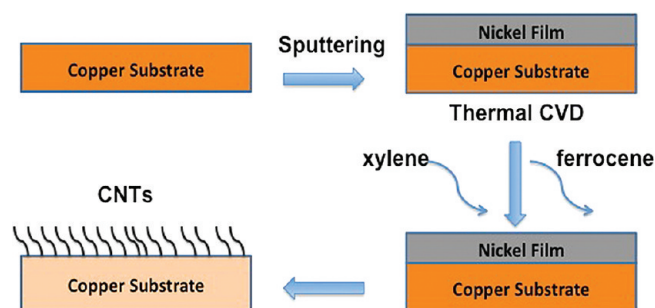 Copper Substrate
Sputtering
Nickel Film
Copper Substrate
Thermal CVD
xylene
ferrocene
Nickel Film
Copper Substrate
CNTs
Copper Substrate